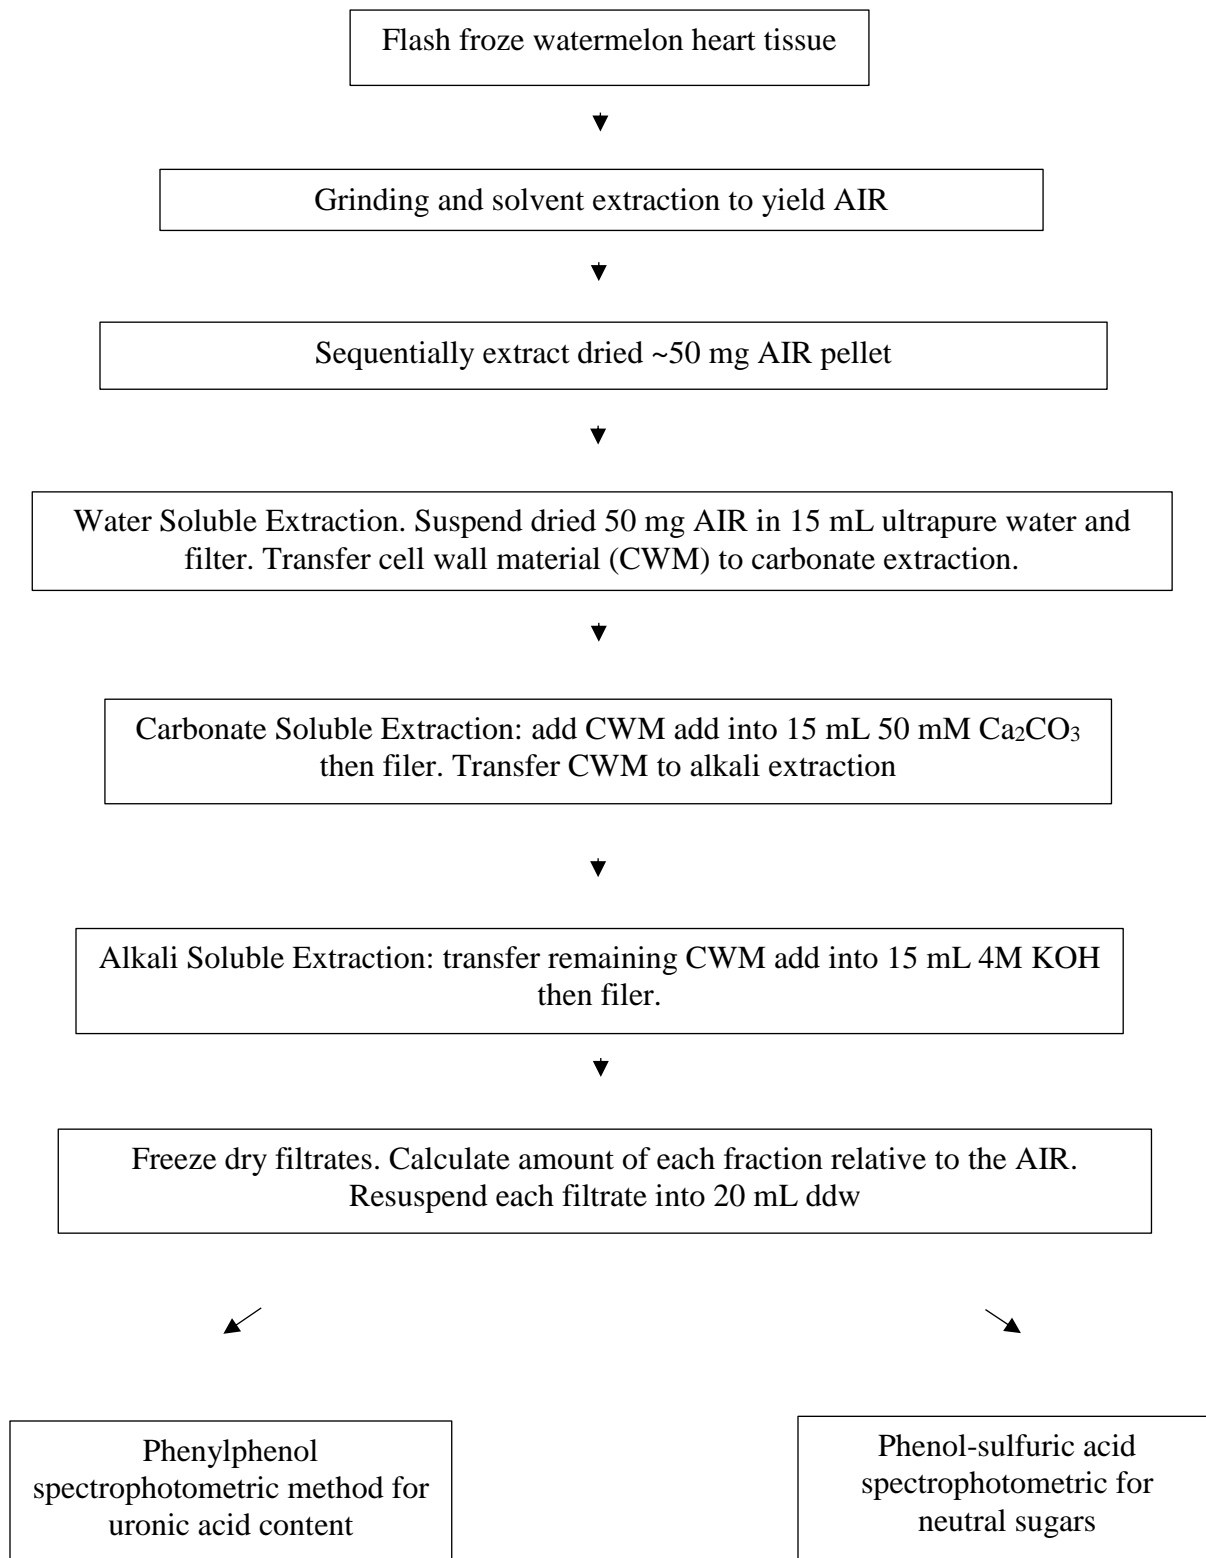 Flash froze watermelon heart tissue
Grinding and solvent extraction to yield AIR
Sequentially extract dried ~50 mg AIR pellet
Water Soluble Extraction. Suspend dried 50 mg AIR in 15 mL ultrapure water and
filter. Transfer cell wall material (CWM) to carbonate extraction.
Carbonate Soluble Extraction: add CWM add into 15 mL 50 mM Ca₂CO₃
then filer. Transfer CWM to alkali extraction
Alkali Soluble Extraction: transfer remaining CWM add into 15 mL 4M KOH
then filer.
Freeze dry filtrates. Calculate amount of each fraction relative to the AIR.
Resuspend each filtrate into 20 mL ddw
Phenylphenol
spectrophotometric method for
uronic acid content
Phenol-sulfuric acid
spectrophotometric for
neutral sugars